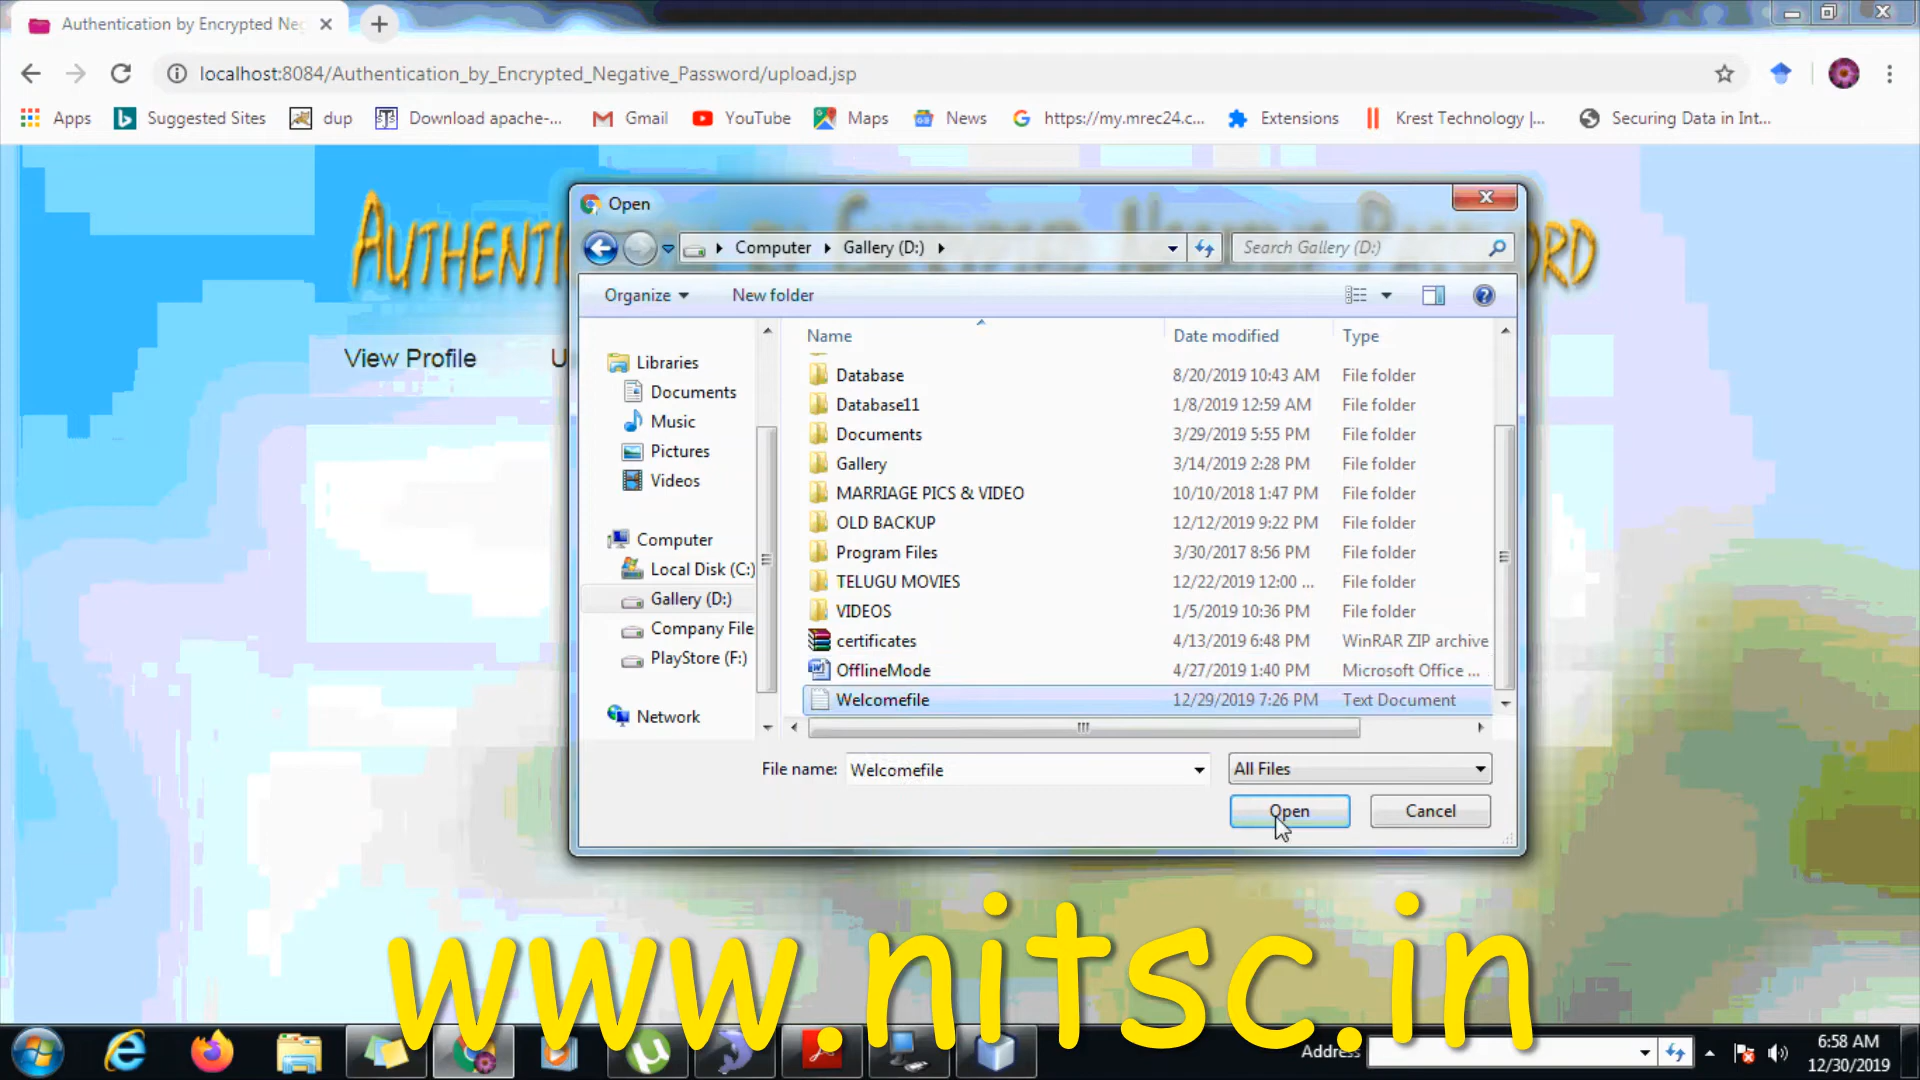 Authentication by Encrypted Ne
localhost:8084/Authentication_by_Encrypted_Negative_Password/upload.jsp
Apps Suggested Sites dup Download apache-... Gmail YouTube Maps News https://my.mrec24.c... Extensions Krest Technology |... Securing Data in Int...
Open
Computer Gallery (D:) Search Gallery (D:)
Organize New folder
Name Date modified Type
View Profile U
Libraries
Documents
Music
Pictures
Videos
Computer
Local Disk (C:)
Gallery (D:)
Company File
PlayStore (F:)
Network
Database 8/20/2019 10:43 AM File folder
Database11 1/8/2019 12:59 AM File folder
Documents 3/29/2019 5:55 PM File folder
Gallery 3/14/2019 2:28 PM File folder
MARRIAGE PICS & VIDEO 10/10/2018 1:47 PM File folder
OLD BACKUP 12/12/2019 9:22 PM File folder
Program Files 3/30/2017 8:56 PM File folder
TELUGU MOVIES 12/22/2019 12:00 ... File folder
VIDEOS 1/5/2019 10:36 PM File folder
certificates 4/13/2019 6:48 PM WinRAR ZIP archive
OfflineMode 4/27/2019 1:40 PM Microsoft Office ...
Welcomefile 12/29/2019 7:26 PM Text Document
File name: Welcomefile All Files
Open Cancel
www.nitsc.in
Address
6:58 AM
12/30/2019